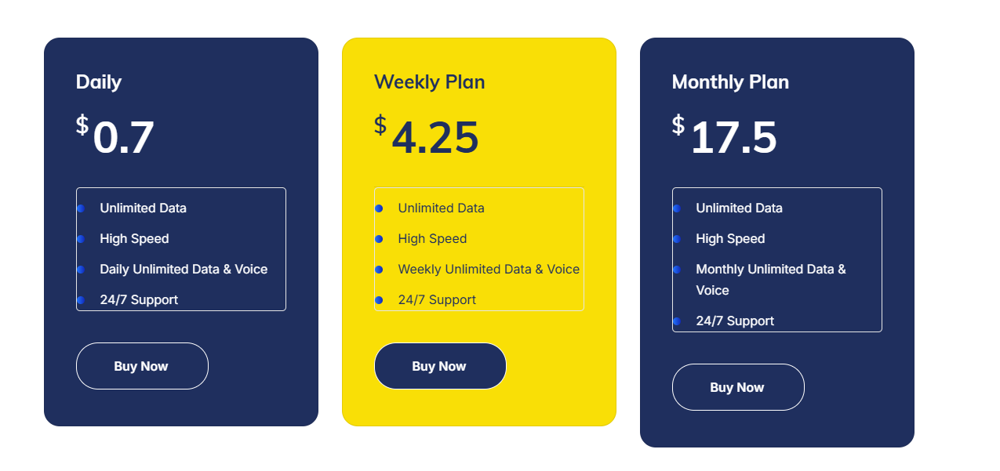 Daily
$0.7
Unlimited Data
High Speed
Daily Unlimited Data & Voice
24/7 Support
Buy Now
Weekly Plan
$4.25
Unlimited Data
High Speed
Weekly Unlimited Data & Voice
24/7 Support
Buy Now
Monthly Plan
$17.5
Unlimited Data
High Speed
Monthly Unlimited Data &
Voice
24/7 Support
Buy Now